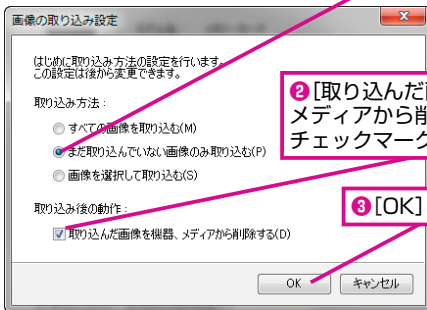 画像の取り込み設定
はじめに取り込み方法の設定を行います。
この設定は後から変更できます。
取り込み方法：
すべての画像を取り込む(M)
まだ取り込んでいない画像のみ取り込む(P)
画像を選択して取り込む(S)
❷[取り込んだ
メディアから
チェックマーク
取り込み後の動作：
❸[OK]
取り込んだ画像を機器、メディアから削除する(D)
OK
キャンセル